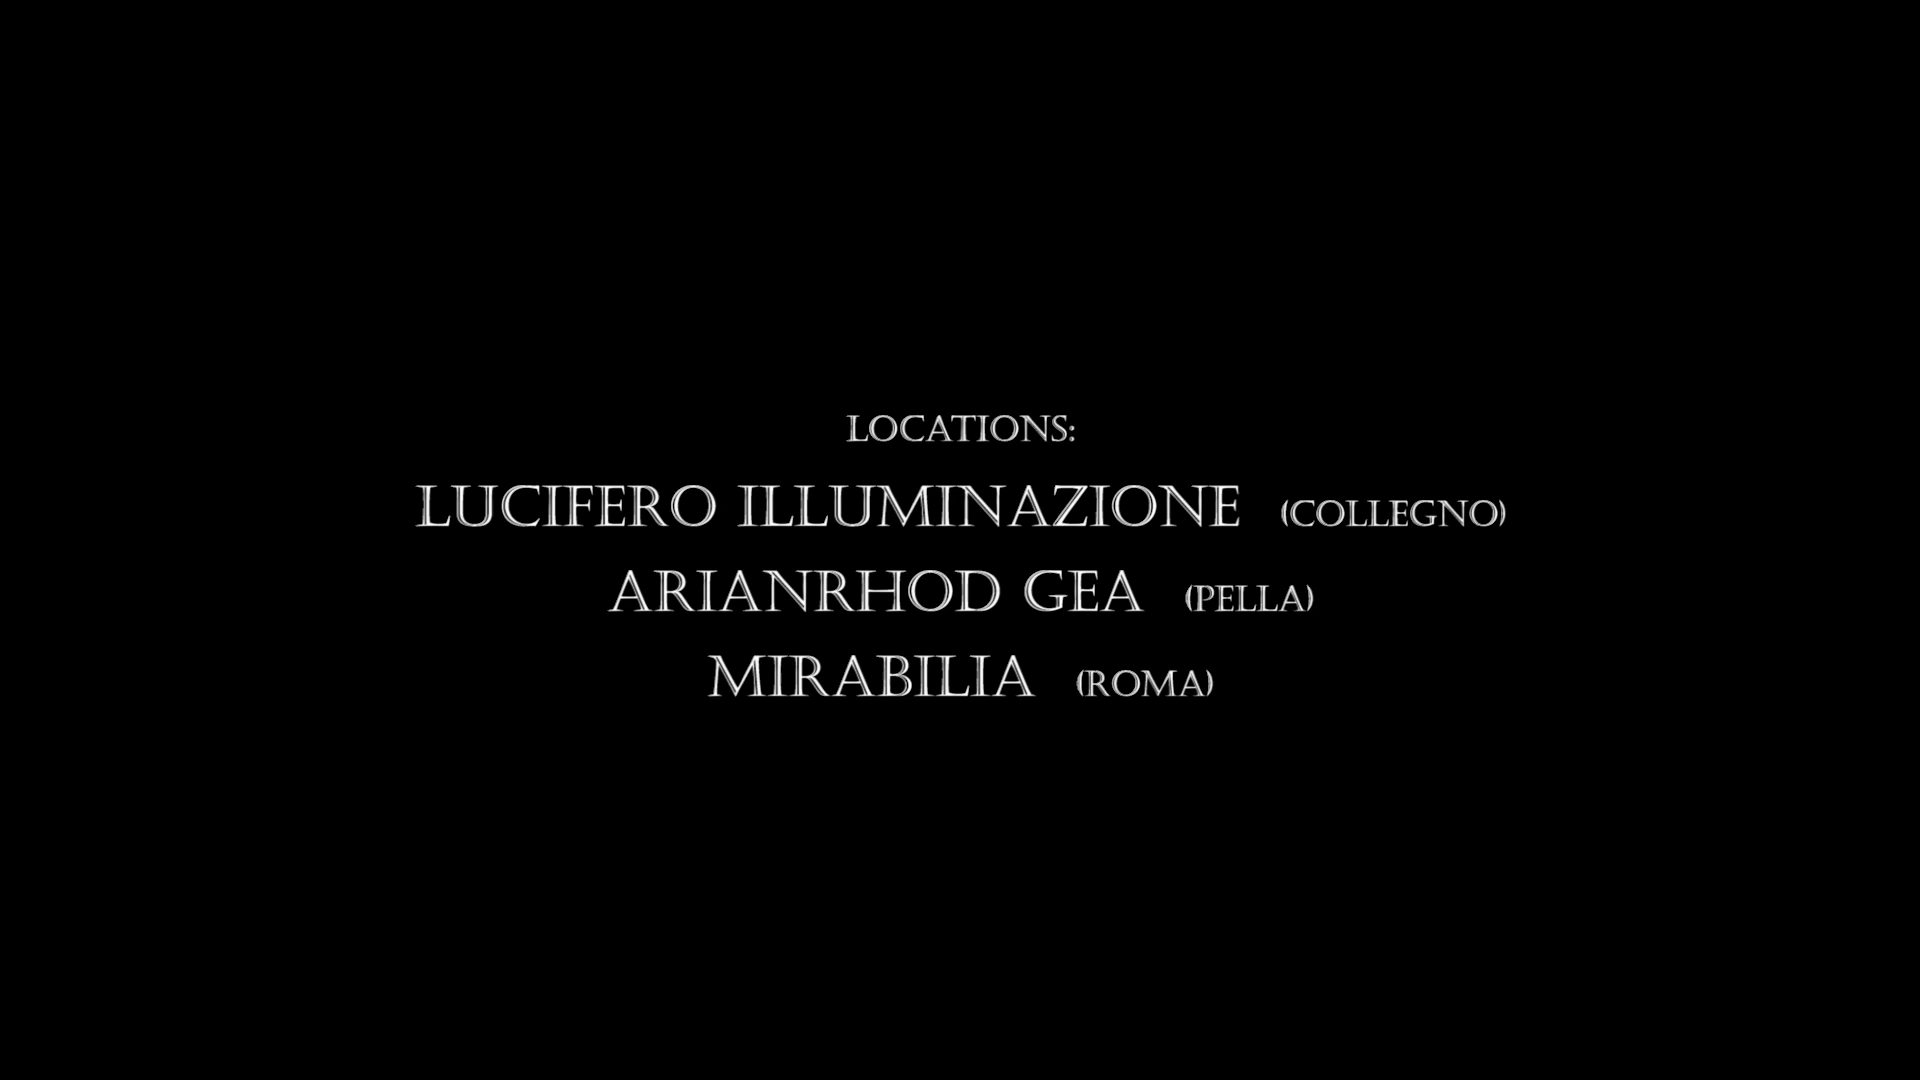 LOCATIONS:
LUCIFERO ILLUMINAZIONE (COLLEGNO)
ARIANRHOD GEA (PELLA)
MIRABILIA (ROMA)